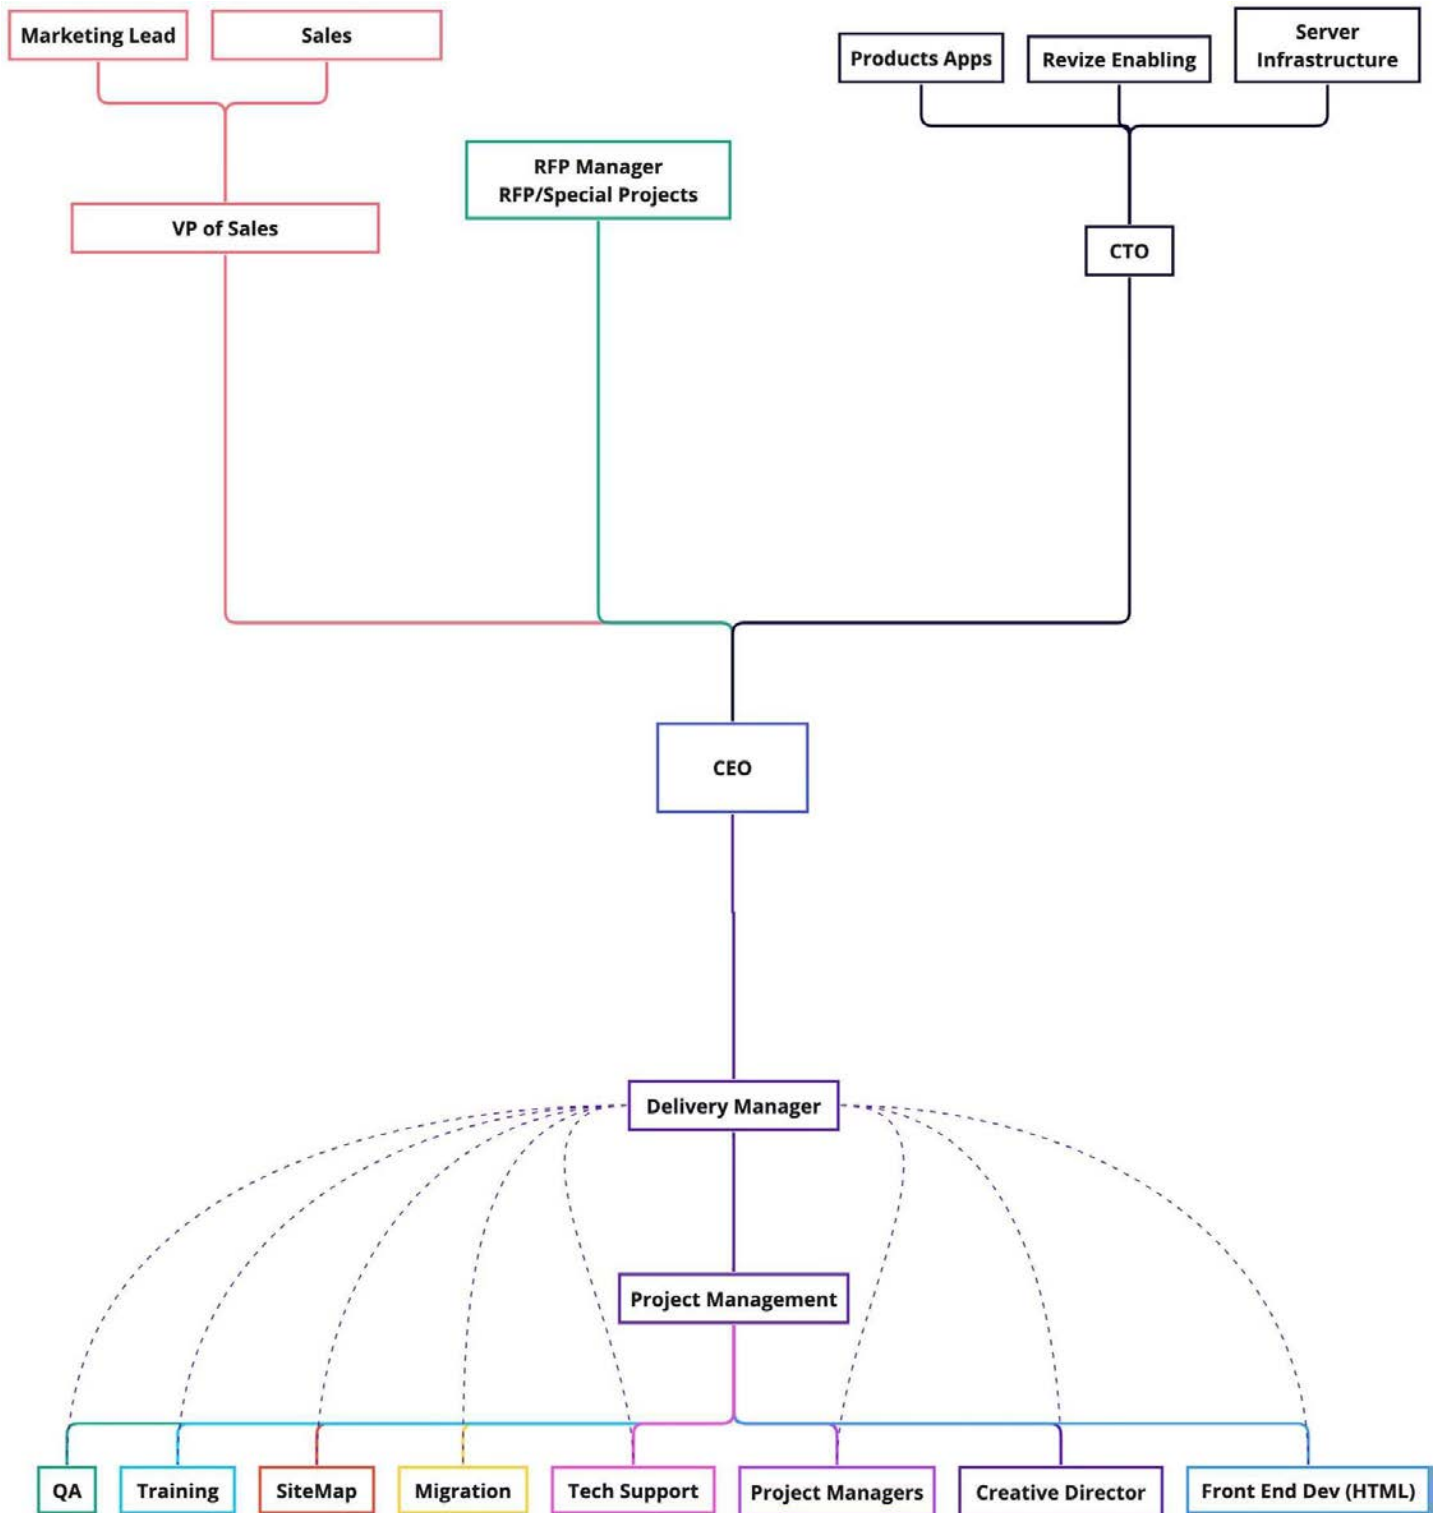 Marketing Lead
Sales
Products Apps
Revize Enabling
Server
Infrastructure
RFP Manager
RFP/Special Projects
VP of Sales
CTO
CEO
Delivery Manager
Project Management
QA
Training
SiteMap
Migration
Tech Support
Project Managers
Creative Director
Front End Dev (HTML)